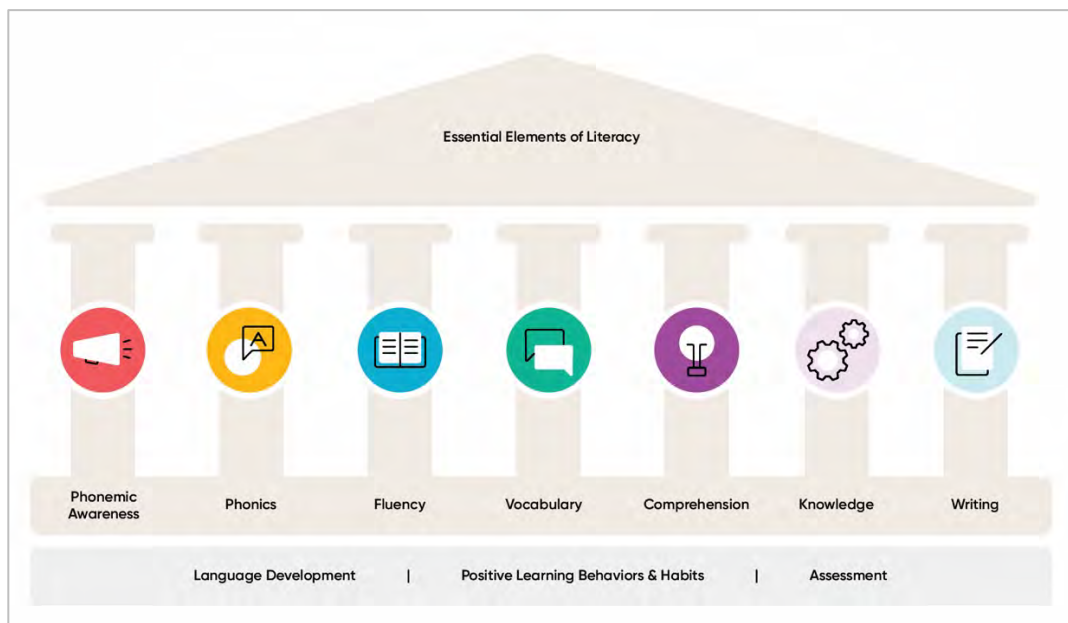 Essential Elements of Literacy
A
Phonemic
Awareness
Phonics
Fluency
Vocabulary
Comprehension
Knowledge
Writing
Language Development | Positive Learning Behaviors & Habits | Assessment